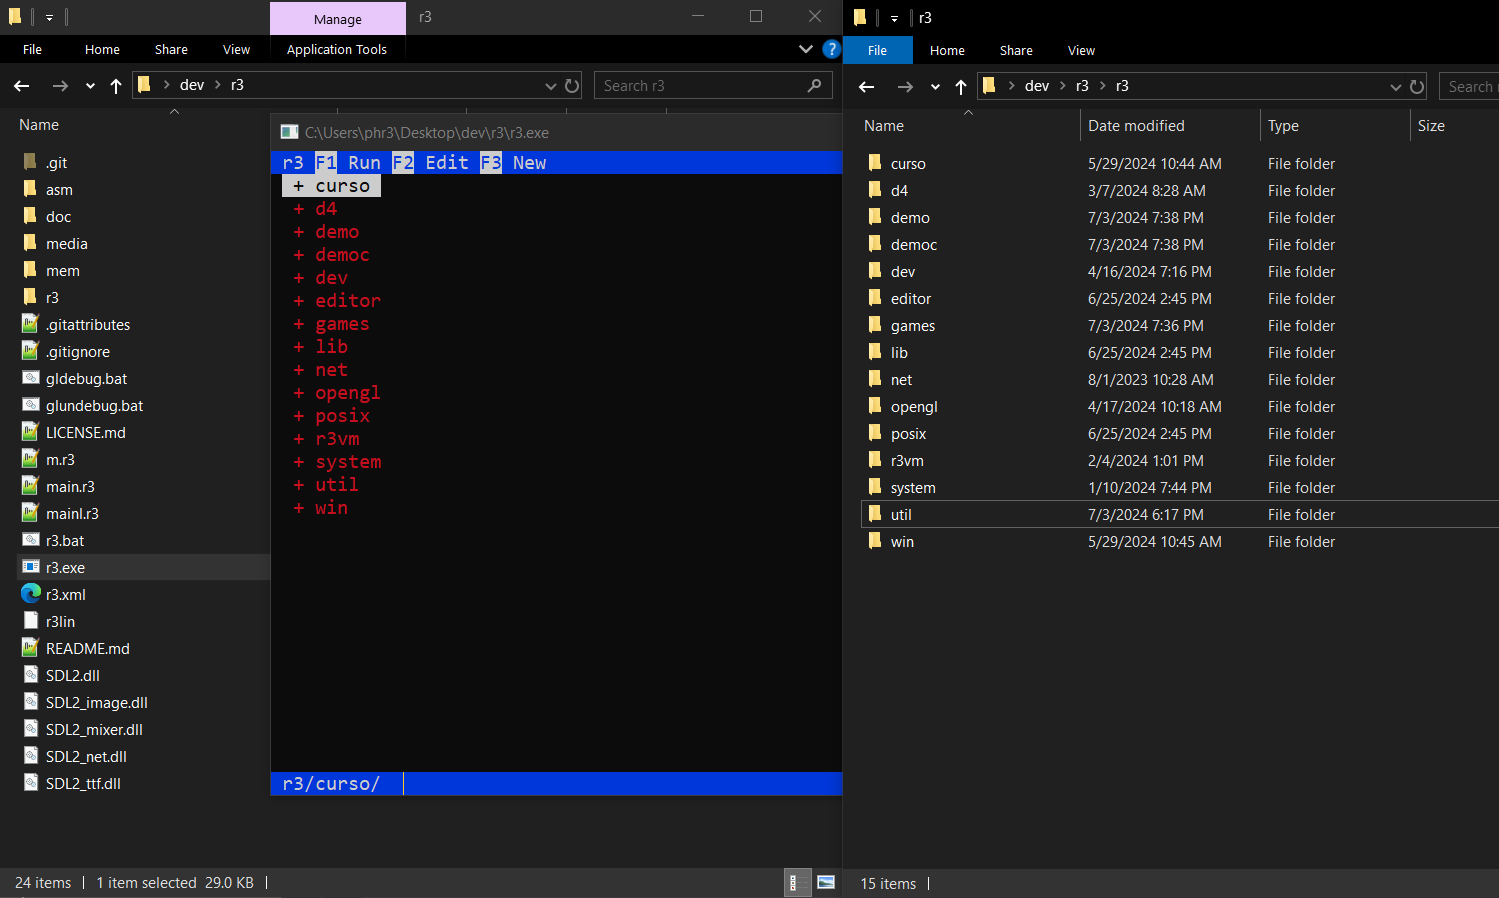 Manage
r3
File
Home
Share
View
Application Tools
?
dev
r3
Search r3
Name
.git
asm
doc
media
mem
r3
.gitattributes
.gitignore
gldebug.bat
glundebug.bat
LICENSE.md
m.r3
main.r3
mainl.r3
r3.bat
r3.exe
r3.xml
r3lin
README.md
SDL2.dll
SDL2_image.dll
SDL2_mixer.dll
SDL2_net.dll
SDL2_ttf.dll
24 items
1 item selected 29.0 KB
C:\Users\phr3\Desktop\dev\r3\r3.exe
r3 F1 Run F2 Edit F3 New
+ curso
+ d4
+ demo
+ democ
+ dev
+ editor
+ games
+ lib
+ net
+ opengl
+ posix
+ r3vm
+ system
+ util
+ win
r3/curso/
r3
File
Home
Share
View
dev
r3
r3
Search
Name Date modified Type Size
curso 5/29/2024 10:44 AM File folder
d4 3/7/2024 8:28 AM File folder
demo 7/3/2024 7:38 PM File folder
democ 7/3/2024 7:38 PM File folder
dev 4/16/2024 7:16 PM File folder
editor 6/25/2024 2:45 PM File folder
games 7/3/2024 7:36 PM File folder
lib 6/25/2024 2:45 PM File folder
net 8/1/2023 10:28 AM File folder
opengl 4/17/2024 10:18 AM File folder
posix 6/25/2024 2:45 PM File folder
r3vm 2/4/2024 1:01 PM File folder
system 1/10/2024 7:44 PM File folder
util 7/3/2024 6:17 PM File folder
win 5/29/2024 10:45 AM File folder
15 items